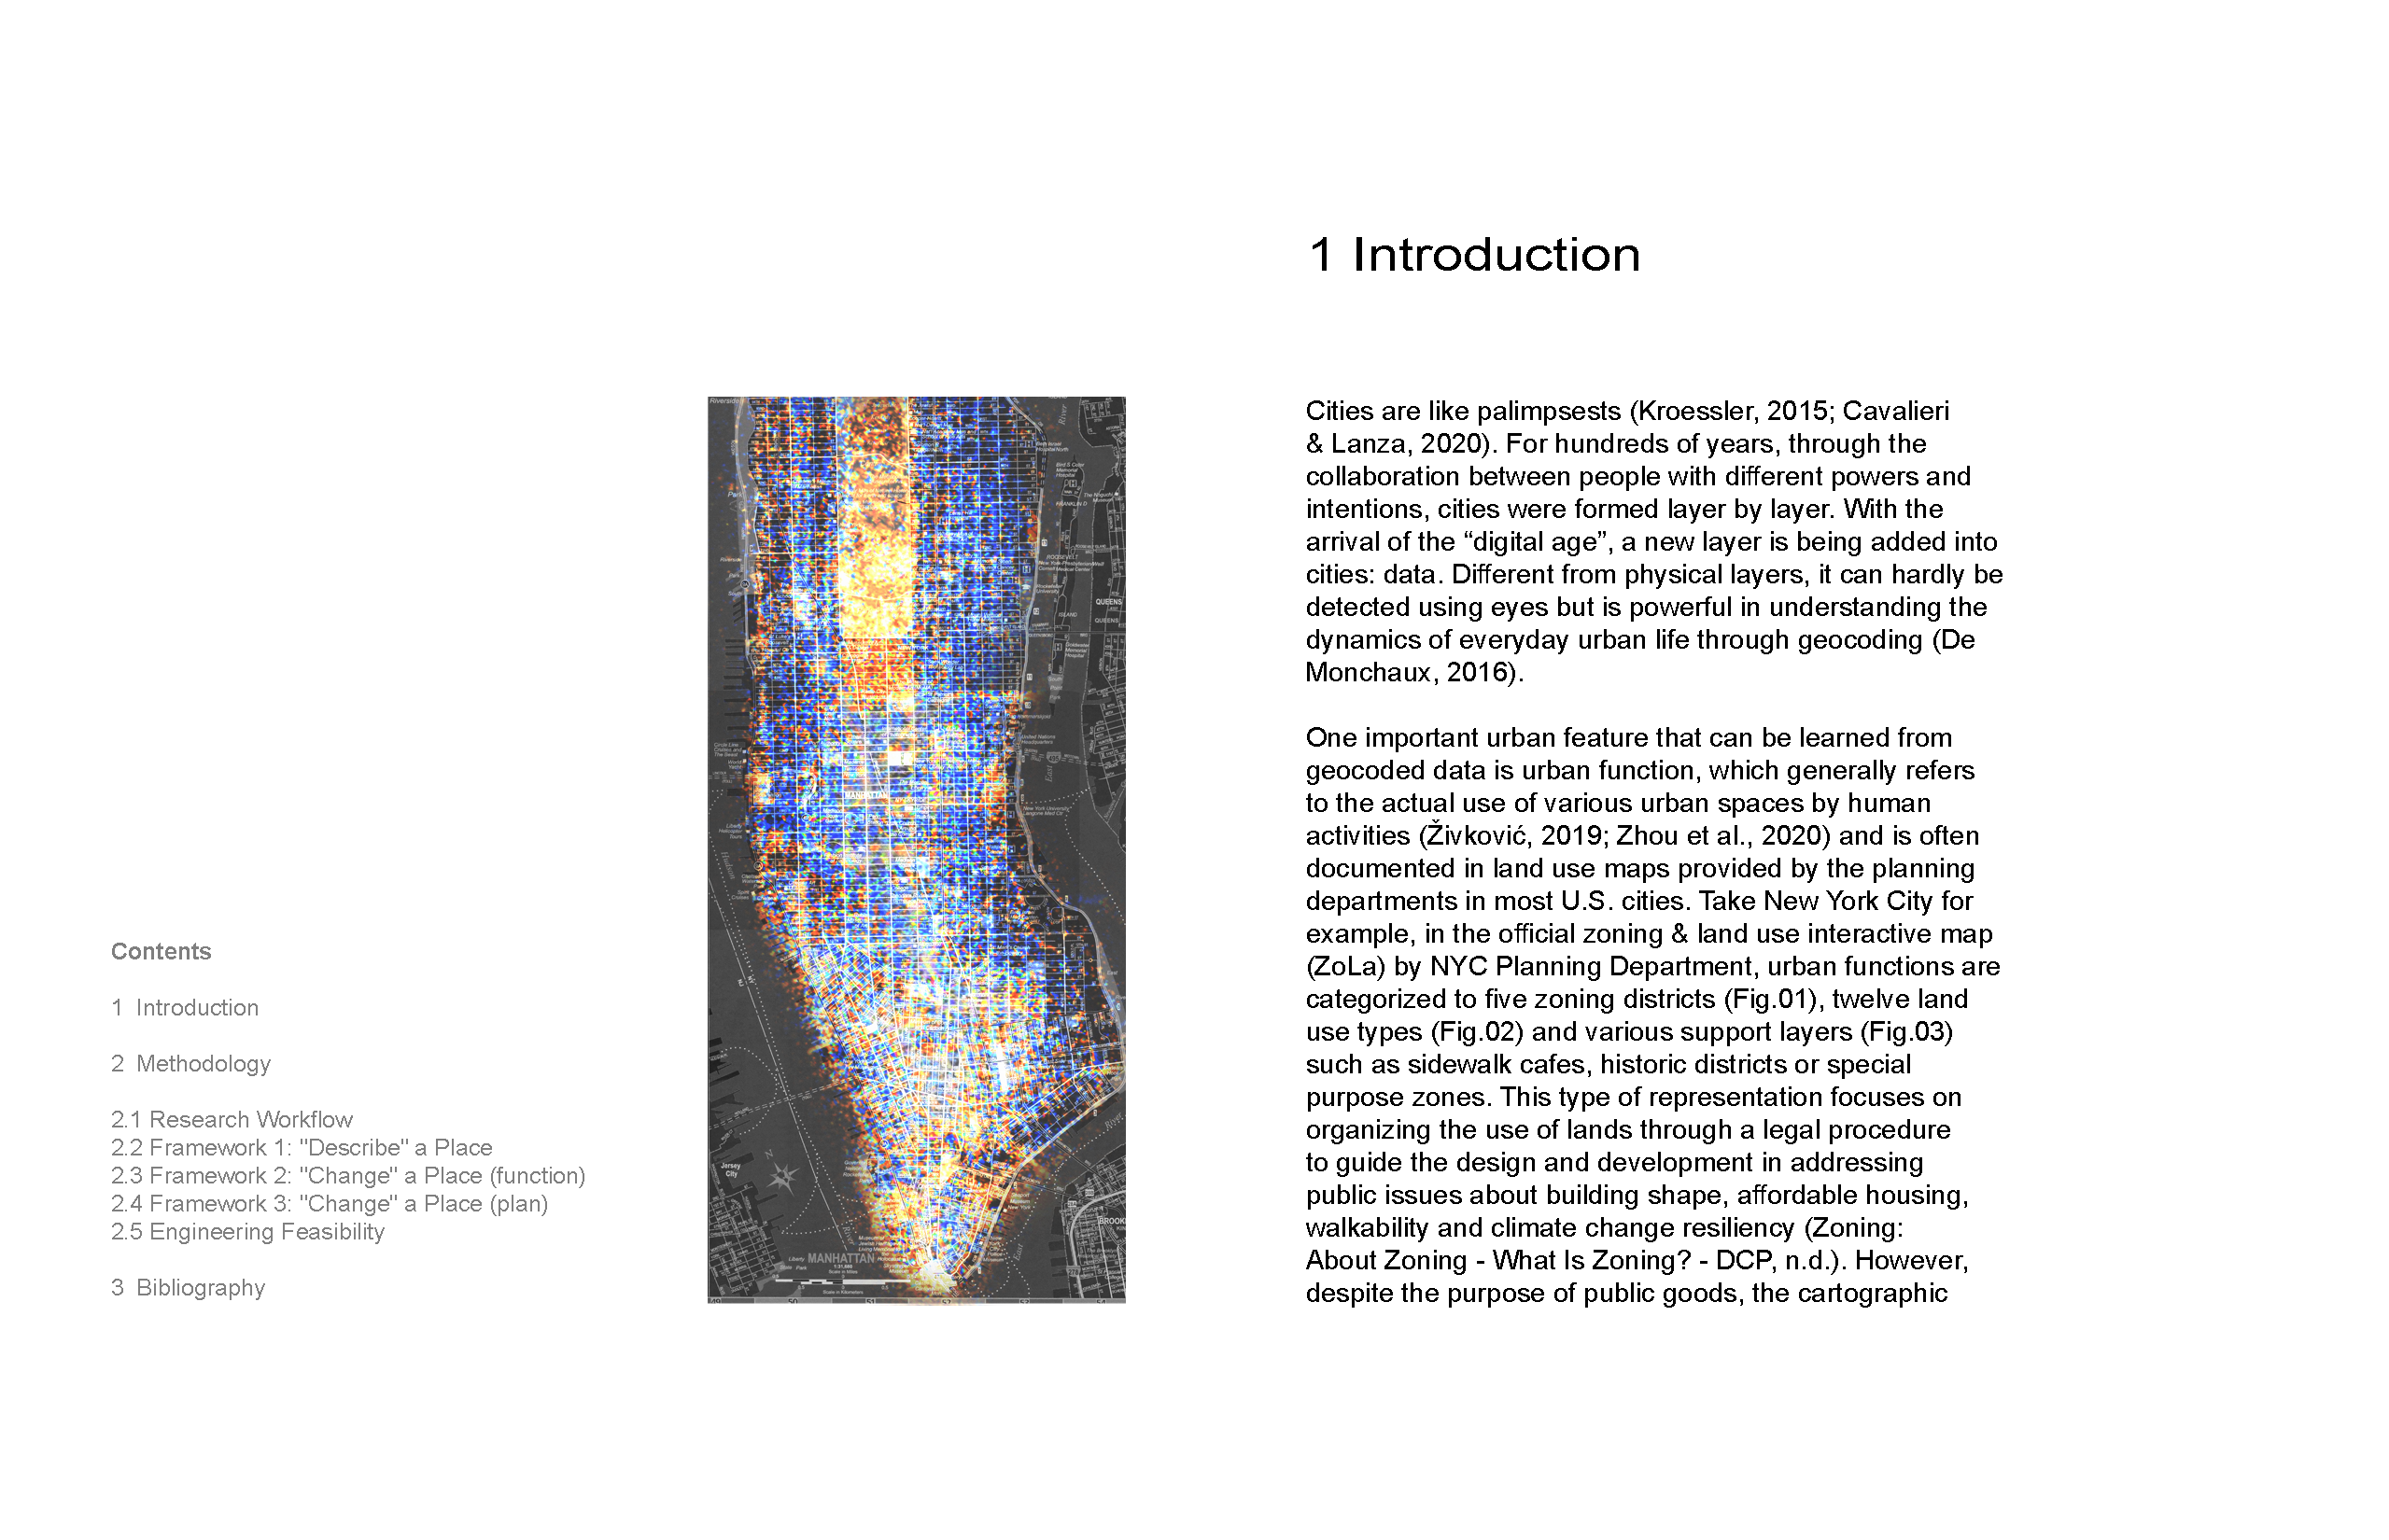 Contents
1 Introduction
2 Methodology
2.1 Research Workflow
2.2 Framework 1: "Describe" a Place
2.3 Framework 2: "Change" a Place (function)
2.4 Framework 3: "Change" a Place (plan)
2.5 Engineering Feasibility
3 Bibliography
QUEENS
MANHATTAN
Jersey
City
MANHATTAN
1 Introduction
Cities are like palimpsests (Kroessler, 2015; Cavalieri
& Lanza, 2020). For hundreds of years, through the
collaboration between people with different powers and
intentions, cities were formed layer by layer. With the
arrival of the “digital age”, a new layer is being added into
cities: data. Different from physical layers, it can hardly be
detected using eyes but is powerful in understanding the
dynamics of everyday urban life through geocoding (De
Monchaux, 2016).
One important urban feature that can be learned from
geocoded data is urban function, which generally refers
to the actual use of various urban spaces by human
activities (Živković, 2019; Zhou et al., 2020) and is often
documented in land use maps provided by the planning
departments in most U.S. cities. Take New York City for
example, in the official zoning & land use interactive map
(ZoLa) by NYC Planning Department, urban functions are
categorized to five zoning districts (Fig.01), twelve land
use types (Fig.02) and various support layers (Fig.03)
such as sidewalk cafes, historic districts or special
purpose zones. This type of representation focuses on
organizing the use of lands through a legal procedure
to guide the design and development in addressing
public issues about building shape, affordable housing,
walkability and climate change resiliency (Zoning:
About Zoning - What Is Zoning? - DCP, n.d.). However,
despite the purpose of public goods, the cartographic